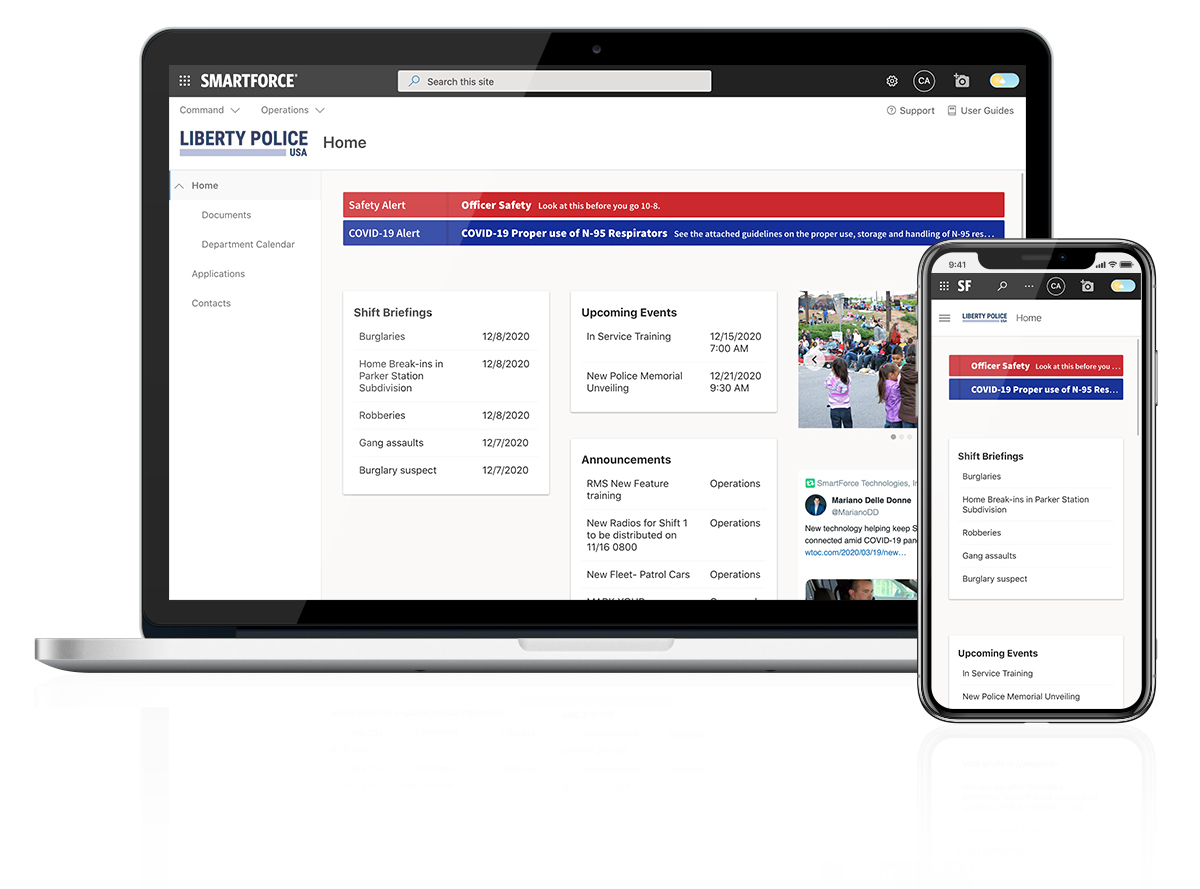 SMARTFORCE®
Search this site
CA
Command
Operations
Support
User Guides
LIBERTY POLICE
USA
Home
Home
Documents
Department Calendar
Applications
Contacts
Safety Alert
Officer Safety Look at this before you go 10-8.
COVID-19 Alert
COVID-19 Proper use of N-95 Respirators See the attached guidelines on the proper use, storage and handling of N-95 res...
Shift Briefings
Burglaries 12/8/2020
Home Break-ins in 12/8/2020
Parker Station
Subdivision
Robberies 12/8/2020
Gang assaults 12/7/2020
Burglary suspect 12/7/2020
Upcoming Events
In Service Training 12/15/2020
7:00 AM
New Police Memorial 12/21/2020
Unveiling 9:30 AM
Announcements
RMS New Feature Operations
training
New Radios for Shift 1 Operations
to be distributed on
11/16 0800
New Fleet- Patrol Cars Operations
SmartForce Technologies,
Mariano Delle Donne
@MarianoDD
New technology helping keep
connected amid COVID-19
wtoc.com/2020/03/19/new...
9:41
SF
CA
LIBERTY POLICE
USA
Home
Officer Safety Look at this before you ...
COVID-19 Proper use of N-95 Res...
Shift Briefings
Burglaries
Home Break-ins in Parker Station
Subdivision
Robberies
Gang assaults
Burglary suspect
Upcoming Events
In Service Training
New Police Memorial Unveiling